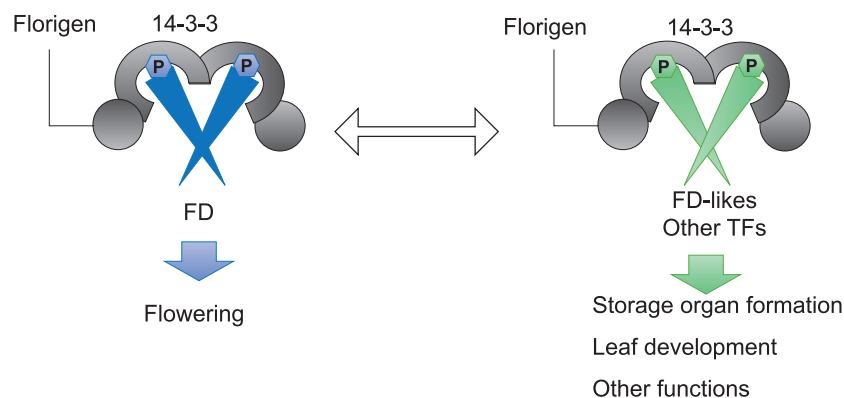 Florigen
14-3-3
P
P
FD
Flowering
Florigen
14-3-3
P
P
FD-likes
Other TFs
Storage organ formation
Leaf development
Other functions